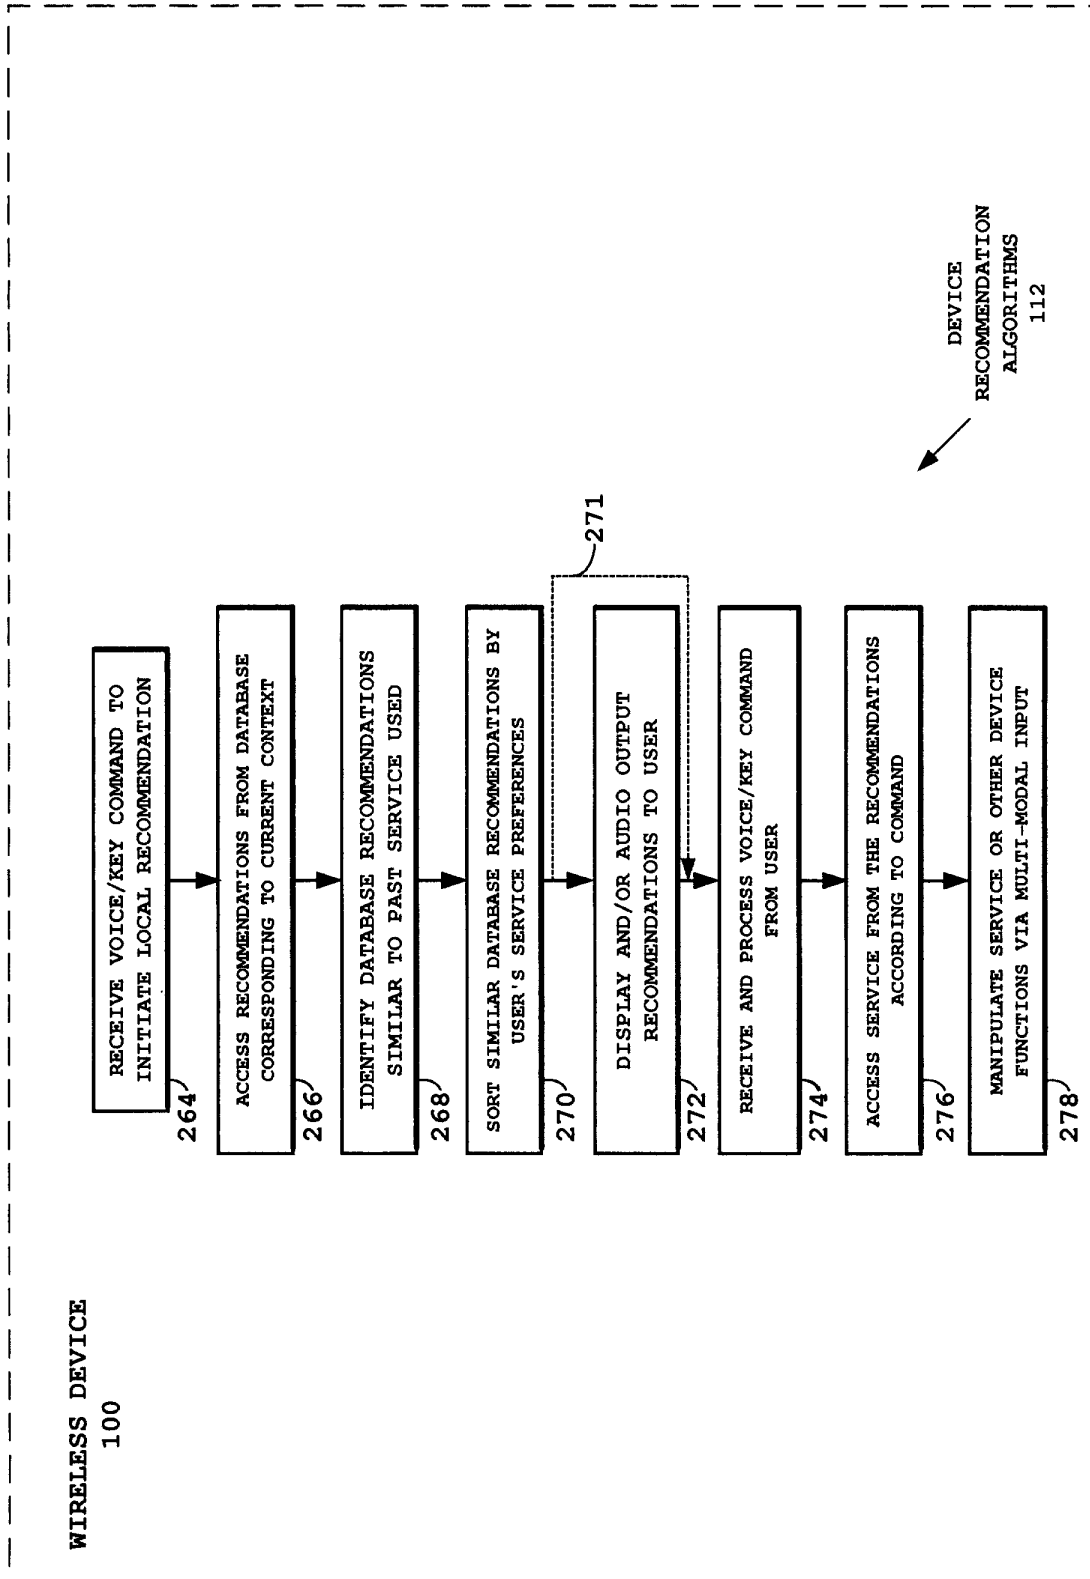 WIRELESS DEVICE
100
RECEIVE VOICE/KEY COMMAND TO
INITIATE LOCAL RECOMMENDATION
264
ACCESS RECOMMENDATIONS FROM DATABASE
CORRESPONDING TO CURRENT CONTEXT
266
IDENTIFY DATABASE RECOMMENDATIONS
SIMILAR TO PAST SERVICE USED
268
SORT SIMILAR DATABASE RECOMMENDATIONS BY
USER'S SERVICE PREFERENCES
270
271
DISPLAY AND/OR AUDIO OUTPUT
RECOMMENDATIONS TO USER
272
RECEIVE AND PROCESS VOICE/KEY COMMAND
FROM USER
274
ACCESS SERVICE FROM THE RECOMMENDATIONS
ACCORDING TO COMMAND
276
MANIPULATE SERVICE OR OTHER DEVICE
FUNCTIONS VIA MULTI-MODAL INPUT
278
DEVICE
RECOMMENDATION
ALGORITHMS
112